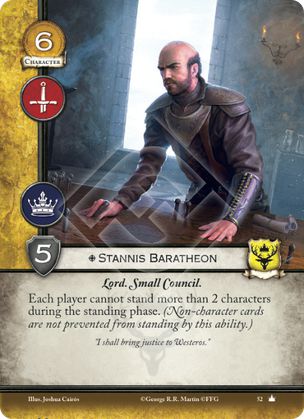 6
Character
5
Stannis Baratheon
Lord. Small Council.
Each player cannot stand more than 2 characters
during the standing phase. (Non-character cards
are not prevented from standing by this ability.)
"I shall bring justice to Westeros."
Illus. Joshua Cairós
©George R.R. Martin ©FFG
52